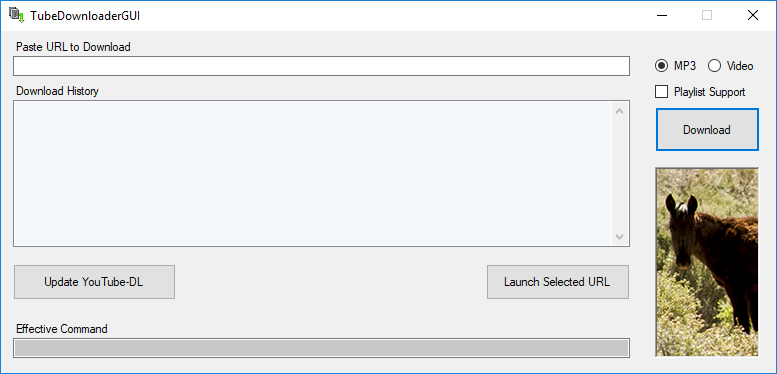 TubeDownloaderGUI
Paste URL to Download
MP3 Video
Download History
Playlist Support
Download
Update YouTube-DL
Launch Selected URL
Effective Command